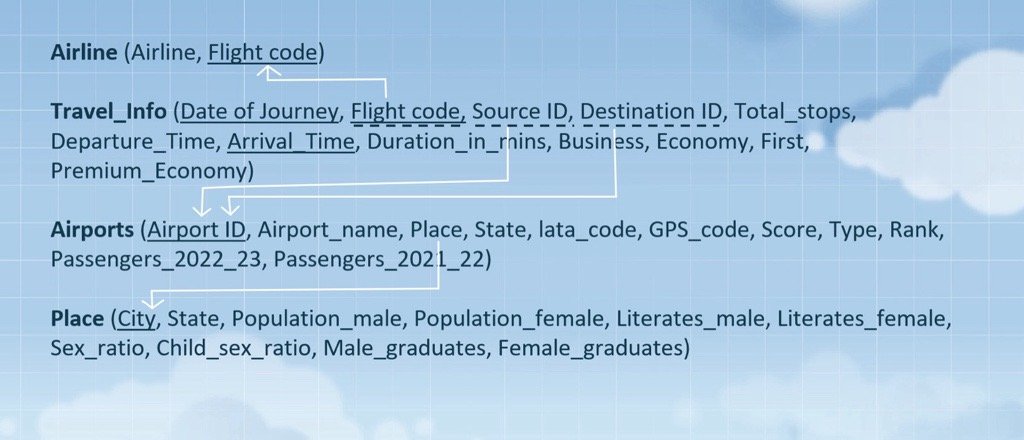 Airline (Airline, Flight code)
Travel_Info (Date of Journey, Flight code, Source ID, Destination ID, Total_stops,
Departure_Time, Arrival_Time, Duration_in_mins, Business, Economy, First,
Premium_Economy)
Airports (Airport ID, Airport_name, Place, State, lata_code, GPS_code, Score, Type, Rank,
Passengers_2022_23, Passengers_2021_22)
Place (City, State, Population_male, Population_female, Literates_male, Literates_female,
Sex_ratio, Child_sex_ratio, Male_graduates, Female_graduates)